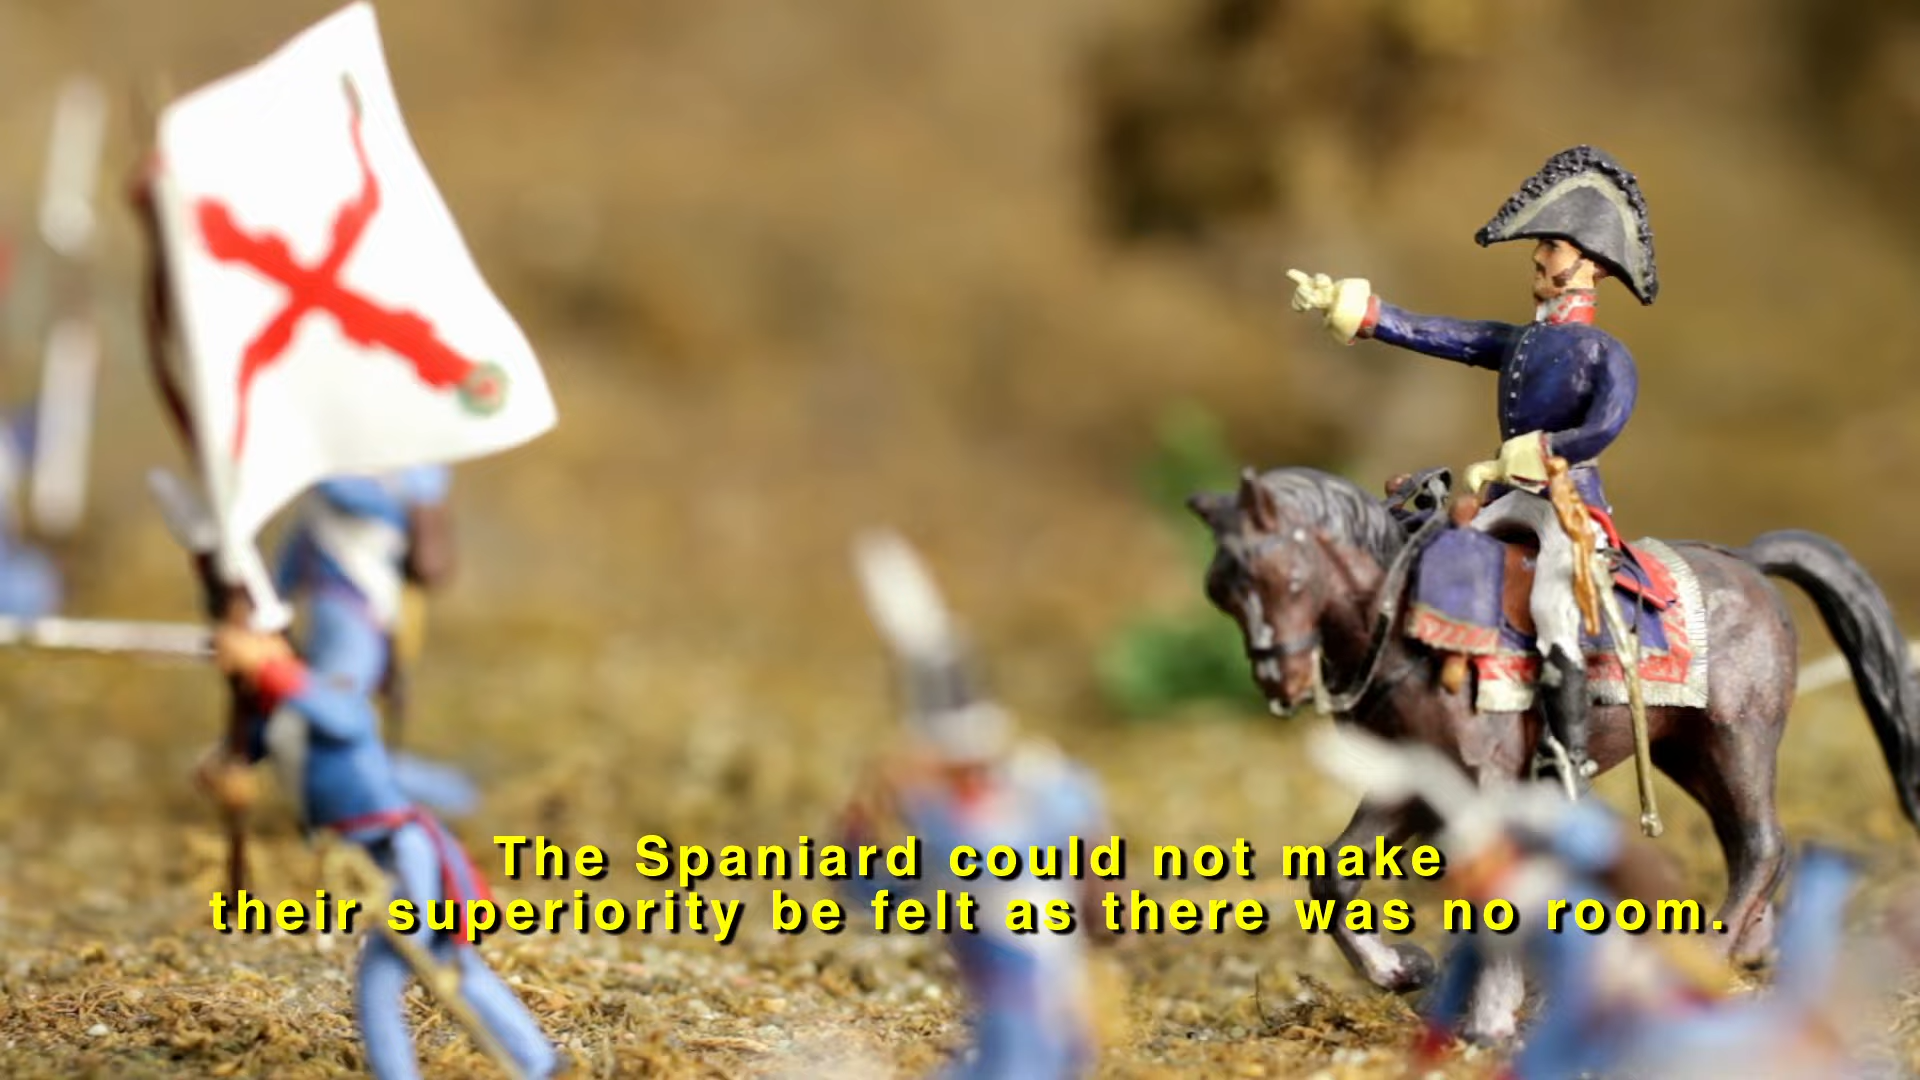 The Spaniard could not make
their superiority be felt as there was no room.